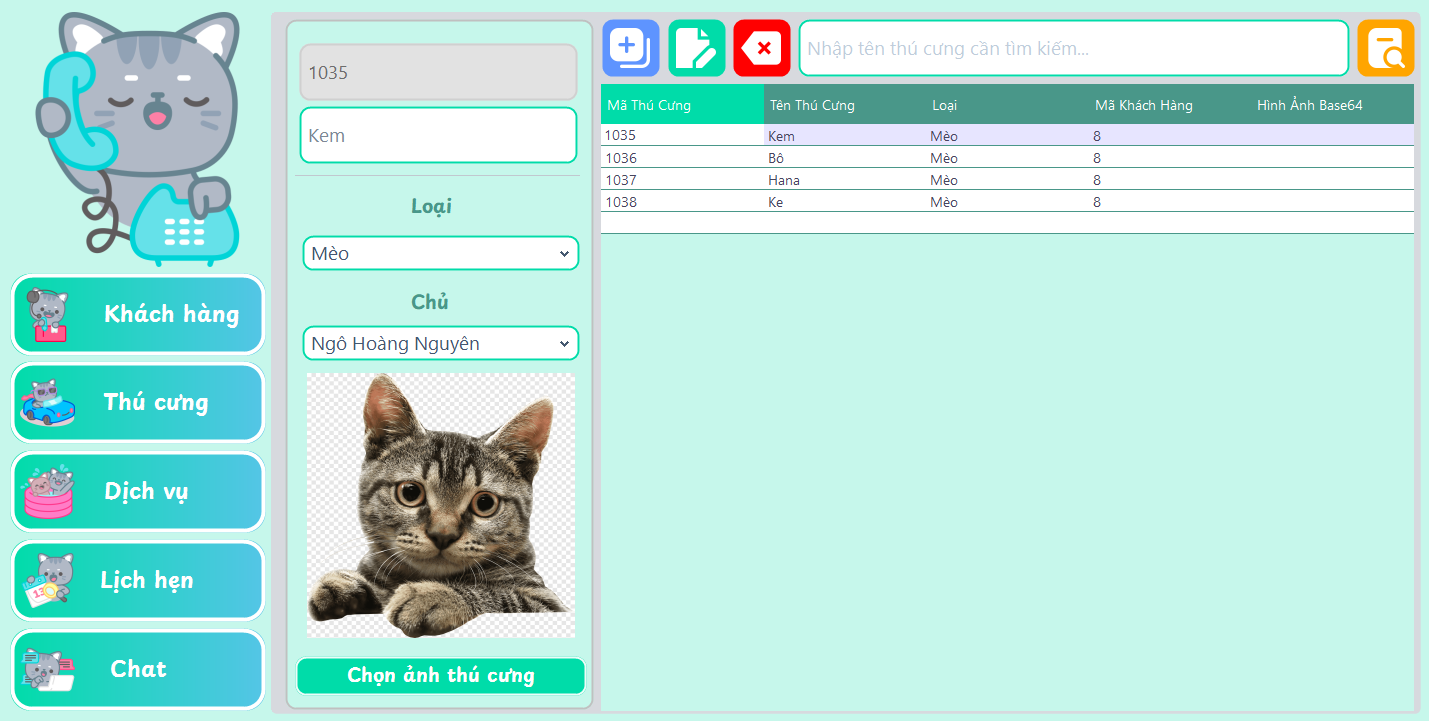 Khách hàng
Thú cưng
Dịch vụ
Lịch hẹn
Chat
1035
Kem
Loại
Mèo
Chủ
Ngô Hoàng Nguyên
Chọn ảnh thú cưng
Nhập tên thú cưng cần tìm kiếm...
Mã Thú Cưng Tên Thú Cưng Loại Mã Khách Hàng Hình Ảnh Base64
1035 Kem Mèo 8
1036 Bô Mèo 8
1037 Hana Mèo 8
1038 Ke Mèo 8